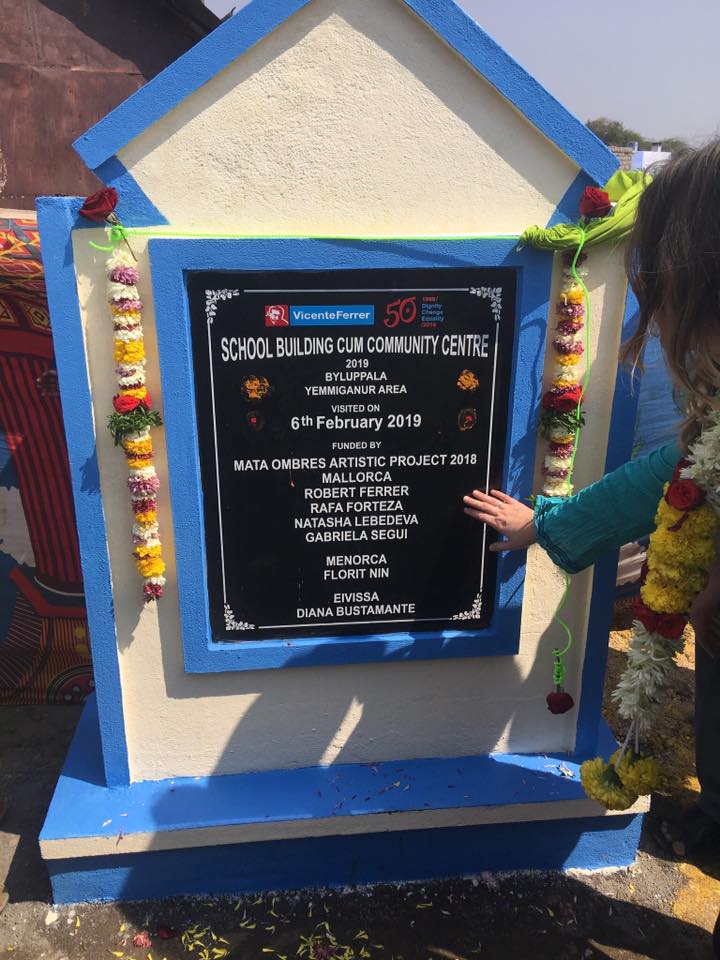 VicenteFerrer 50 1969/
Dignity
Change
Equality
/2019
SCHOOL BUILDING CUM COMMUNITY CENTRE
2019
BYLUPPALA
YEMMIGANUR AREA
VISITED ON
6th February 2019
FUNDED BY
MATA OMBRES ARTISTIC PROJECT 2018
MALLORCA
ROBERT FERRER
RAFA FORTEZA
NATASHA LEBEDEVA
GABRIELA SEGUI
MENORCA
FLORIT NIN
EIVISSA
DIANA BUSTAMANTE